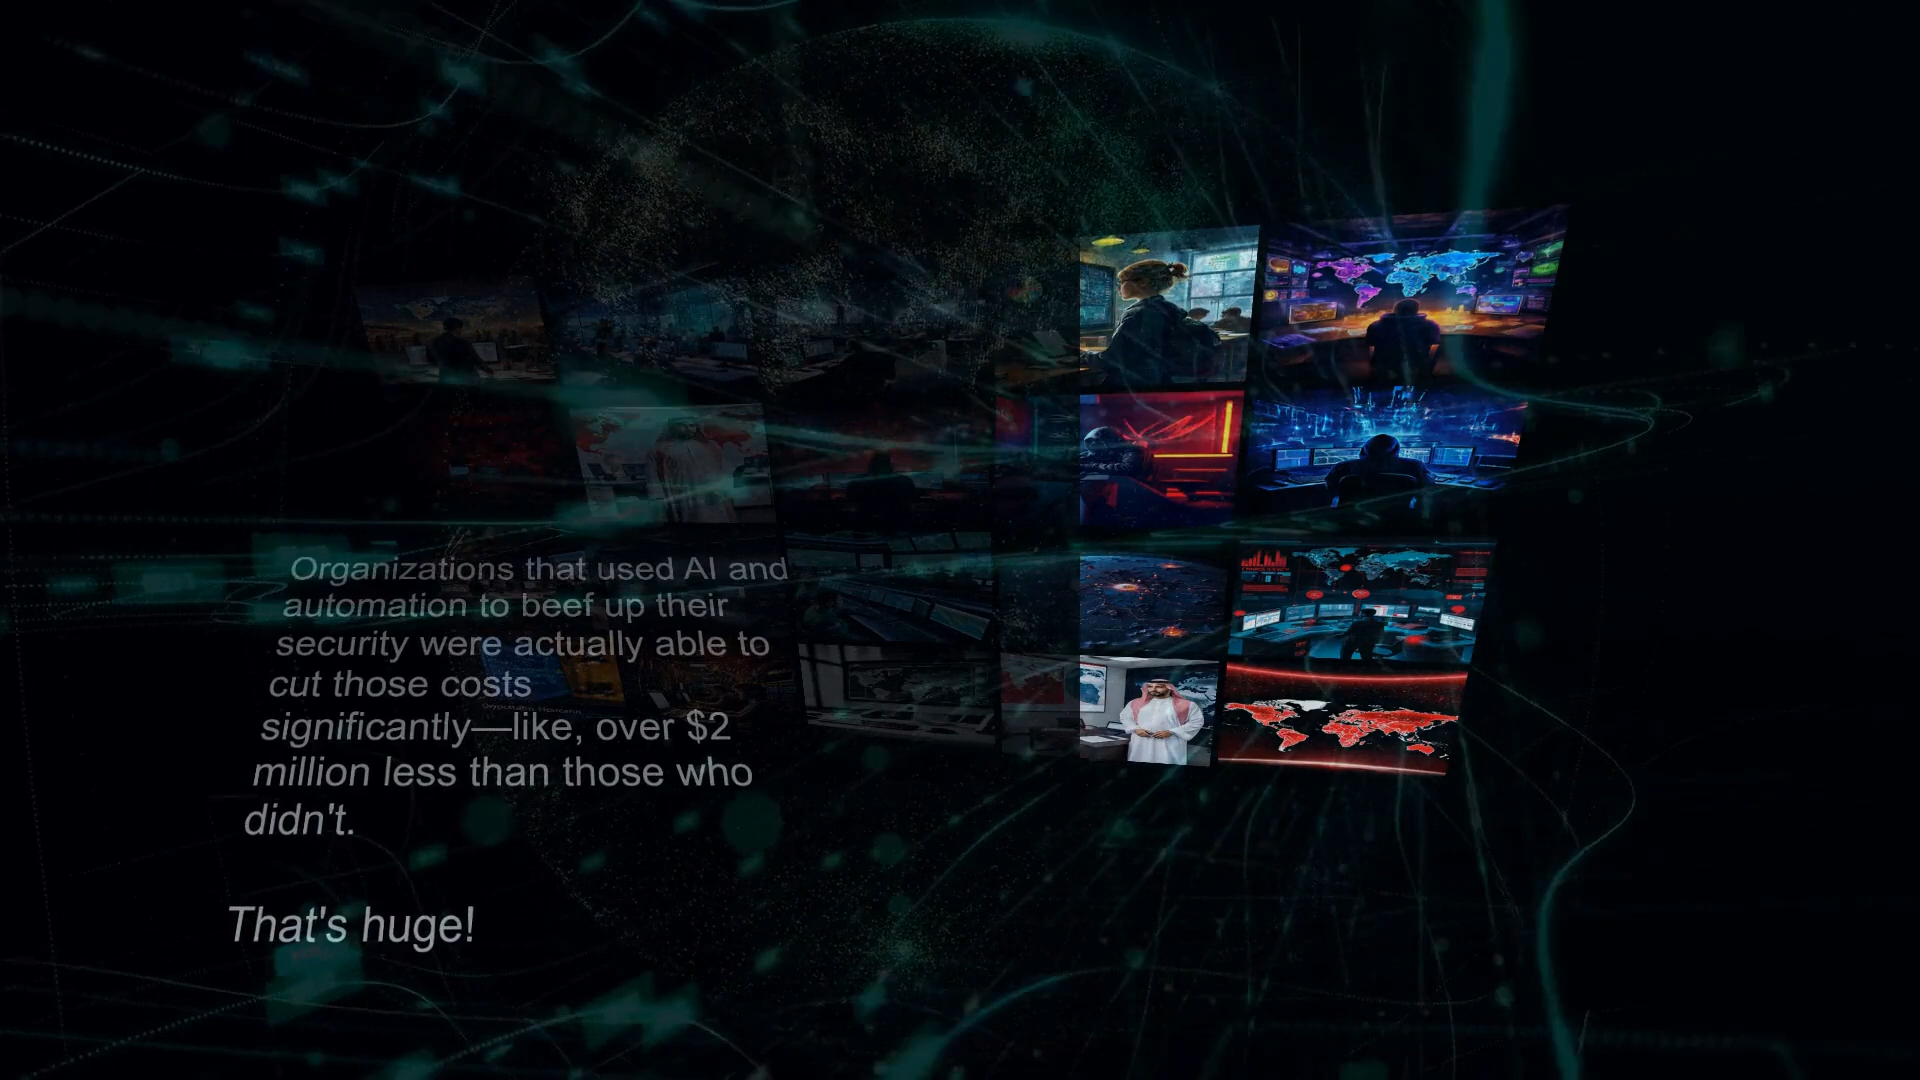 Organizations that used AI and
automation to beef up their
security were actually able to
cut those costs
significantly—like, over $2
million less than those who
didn't.
That's huge!